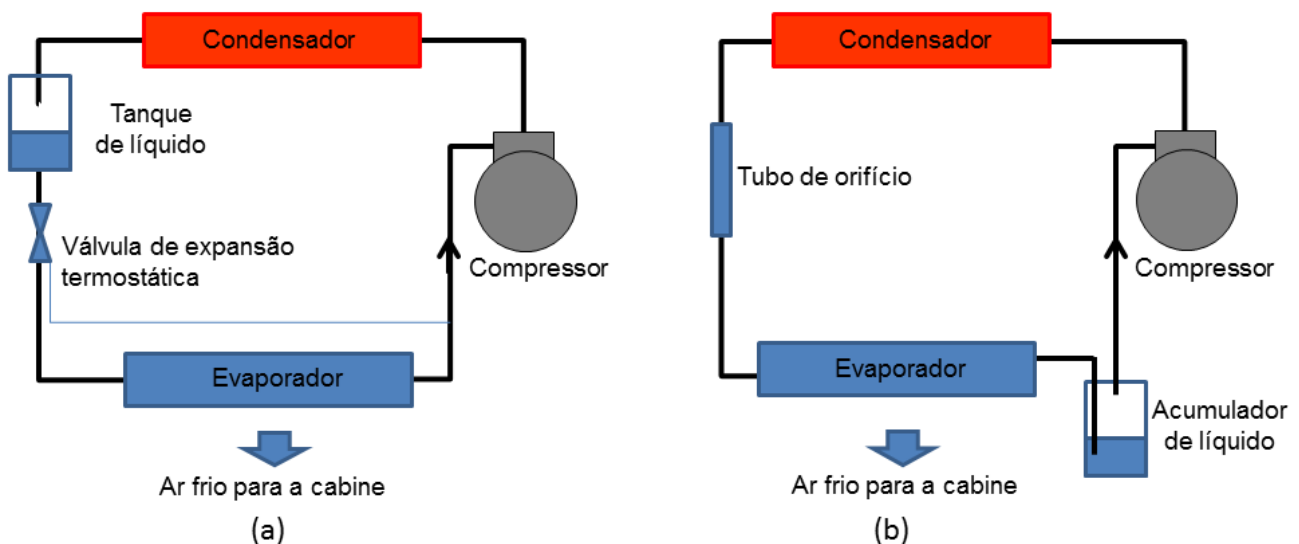 Condensador
Tanque
de líquido
Válvula de expansão
termostática
Compressor
Evaporador
Ar frio para a cabine
(a)
Condensador
Tubo de orifício
Compressor
Evaporador
Acumulador
de líquido
Ar frio para a cabine
(b)